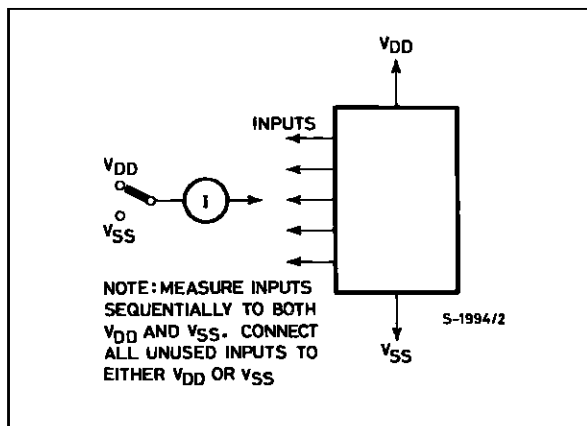 VDD
INPUTS
VDD
I
VSS
NOTE: MEASURE INPUTS
SEQUENTIALLY TO BOTH
VDD AND VSS. CONNECT
ALL UNUSED INPUTS TO
EITHER VDD OR VSS
S-1994/2
VSS